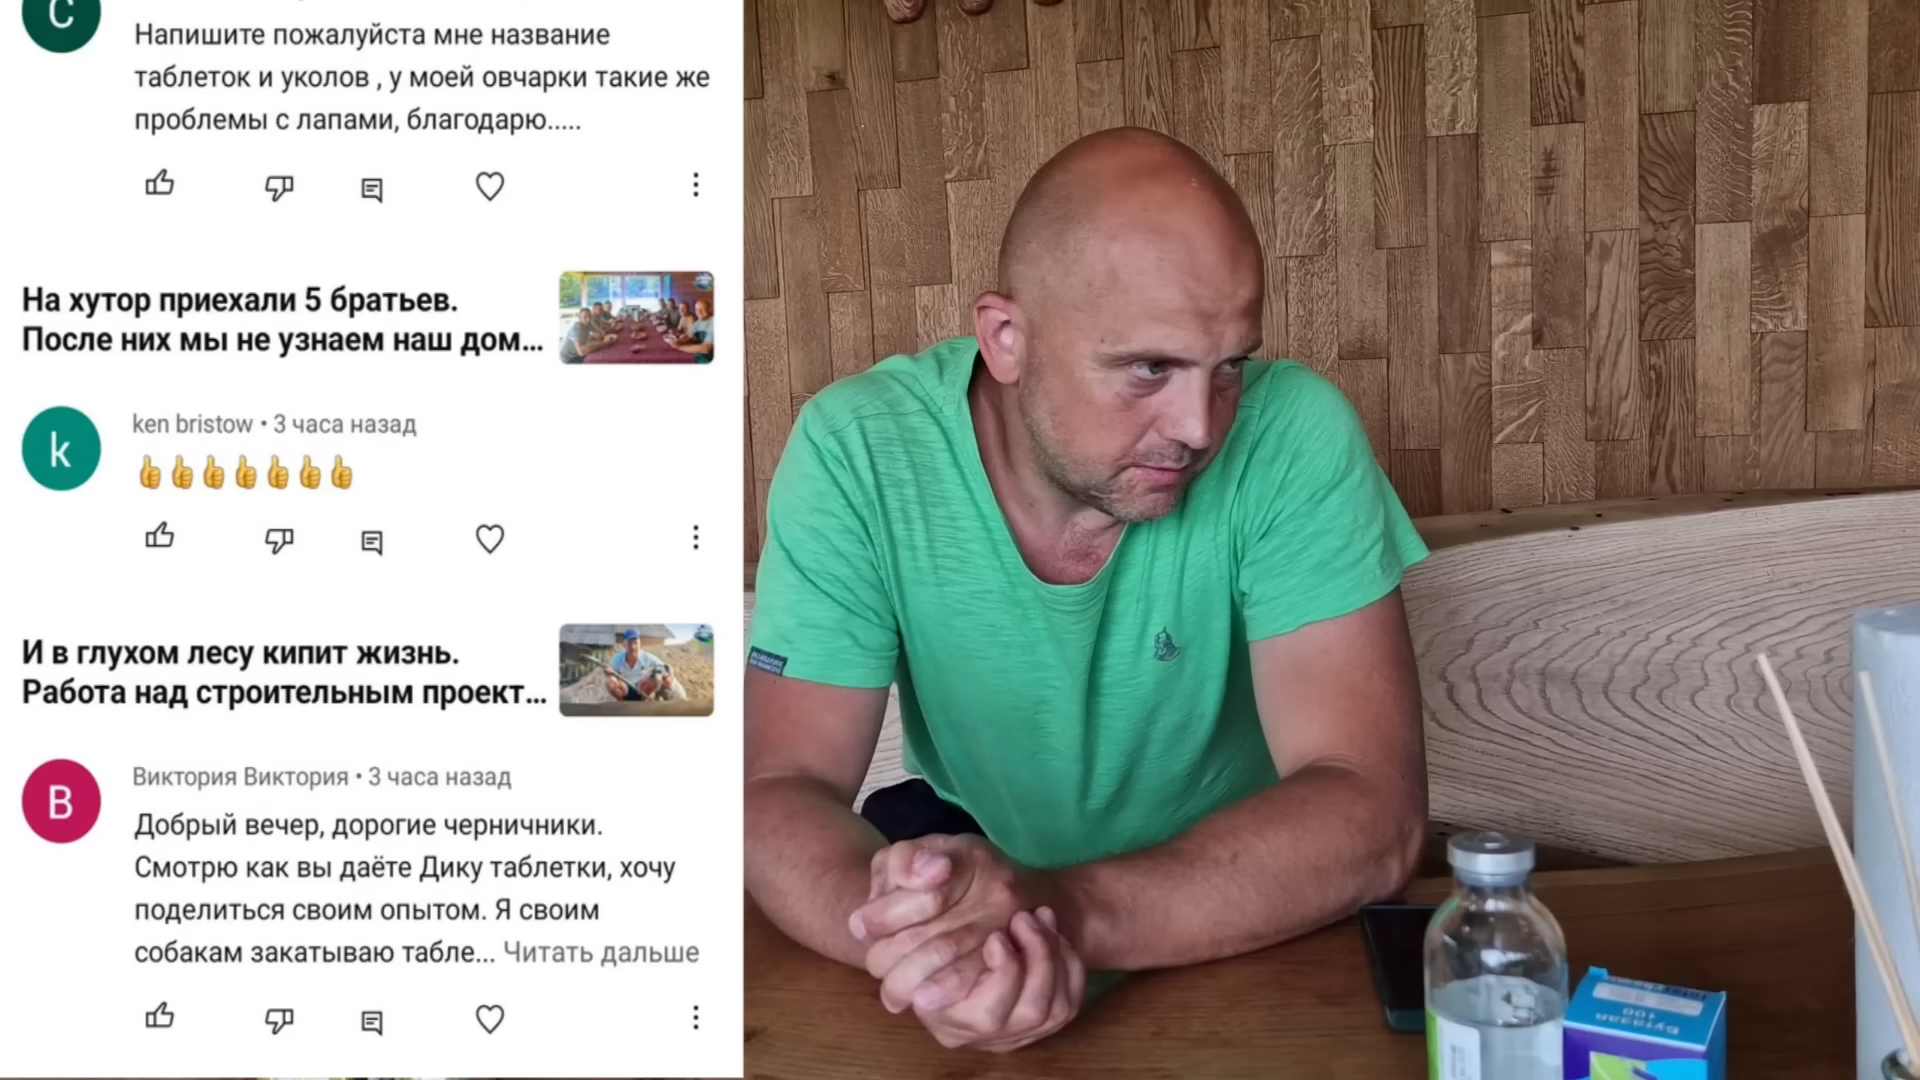 C
Напишите пожалуйста мне название
таблеток и уколов , у моей овчарки такие же
проблемы с лапами, благодарю.....
На хутор приехали 5 братьев.
После них мы не узнаем наш дом...
k
ken bristow • 3 часа назад
👍👍👍👍👍👍👍
И в глухом лесу кипит жизнь.
Работа над строительным проект...
В
Виктория Виктория • 3 часа назад
Добрый вечер, дорогие черничники.
Смотрю как вы даёте Дику таблетки, хочу
поделиться своим опытом. Я своим
собакам закатываю табле... Читать дальше
Бутазал
100